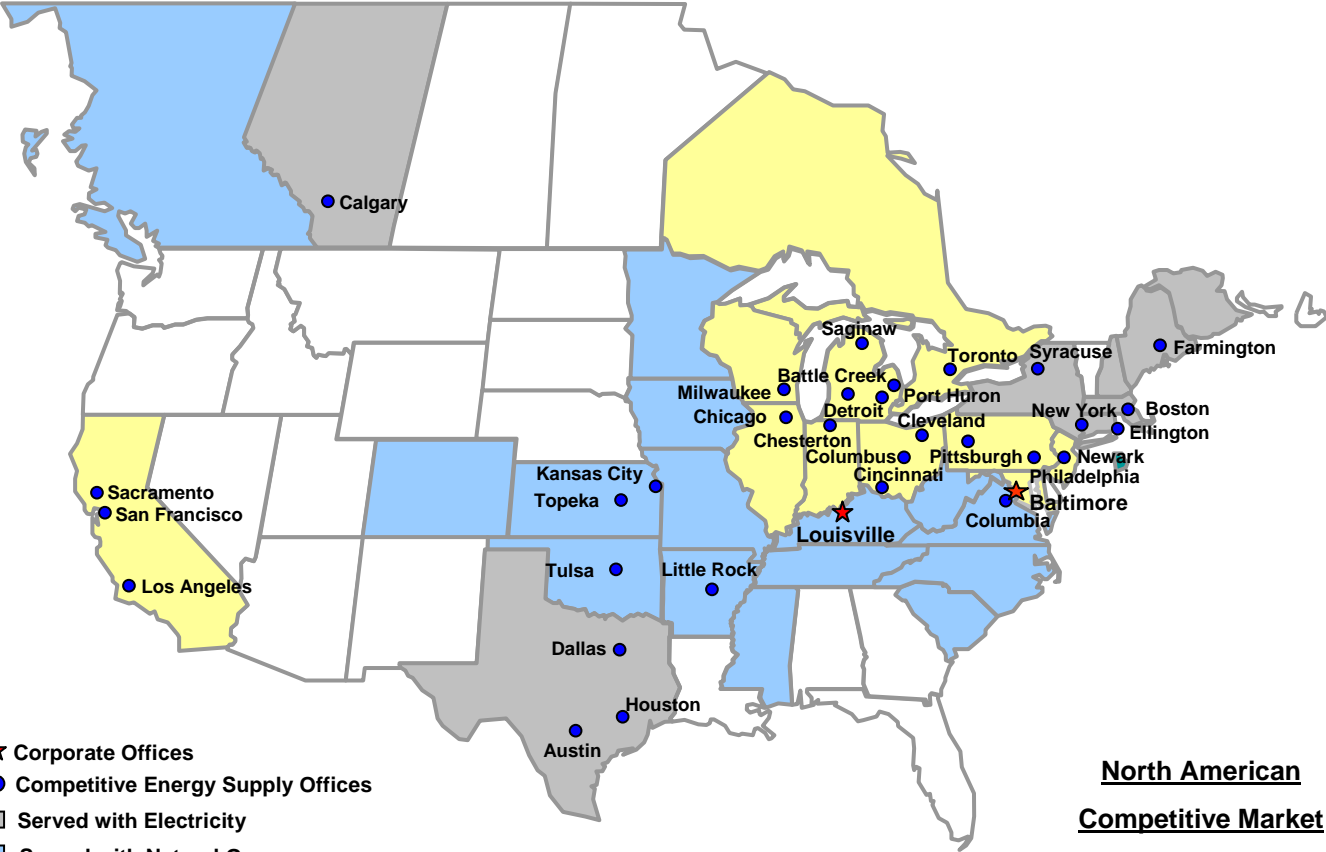 Calgary
Saginaw
Toronto
Syracuse
Farmington
Battle Creek
Milwaukee
Port Huron
Detroit
New York
Boston
Chicago
Cleveland
Ellington
Chesterton
Columbus
Pittsburgh
Newark
Kansas City
Cincinnati
Philadelphia
Sacramento
Topeka
Baltimore
San Francisco
Columbia
Louisville
Tulsa
Little Rock
Los Angeles
Dallas
Houston
Austin
Corporate Offices
Competitive Energy Supply Offices
Served with Electricity
North American
Competitive Market